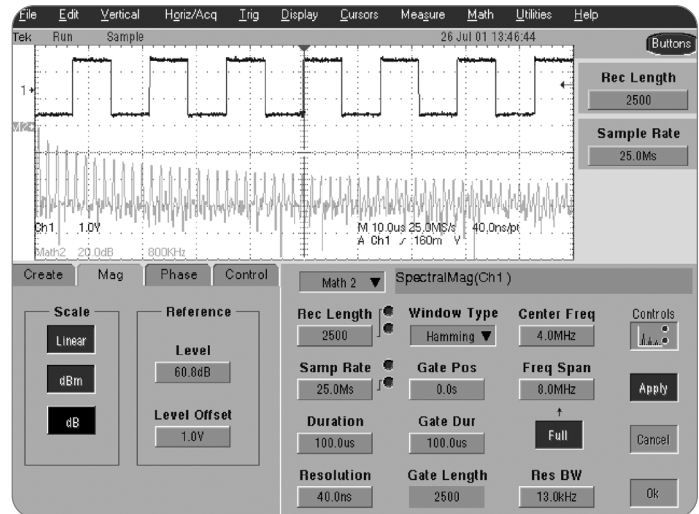 File Edit Vertical Horiz/Acq Trig Display Cursors Measure Math Utilities Help
Tek Run Sample 26 Jul 01 13:46:44
Buttons
Rec Length
2500
Sample Rate
25.0Ms
1
M2
Ch1 1.0V M 10.0us 25.0MS/s 40.0ns/pt
A Ch1 160m V
Math2 20.0dB 800KHz
Create Mag Phase Control
Math 2 SpectralMag(Ch1)
Scale
Linear
dBm
dB
Reference
Level
60.8dB
Level Offset
1.0V
Rec Length
2500
Window Type
Hamming
Center Freq
4.0MHz
Controls
Samp Rate
25.0Ms
Gate Pos
0.0s
Freq Span
8.0MHz
Apply
Duration
100.0us
Gate Dur
100.0us
Full
Cancel
Resolution
40.0ns
Gate Length
2500
Res BW
13.0kHz
Ok